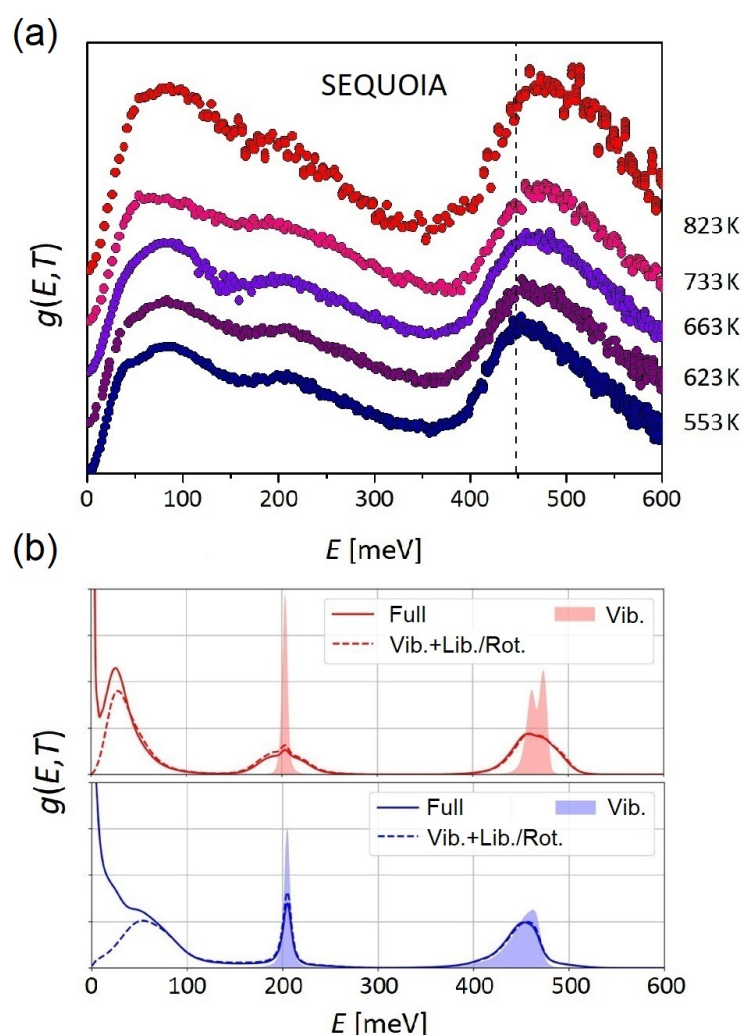 (a)
SEQUOIA
g(E,T)
823 K
733 K
663 K
623 K
553 K
0 100 200 300 400 500 600
E [meV]
(b)
Full Vib.
Vib.+Lib./Rot.
g(E,T)
Full Vib.
Vib.+Lib./Rot.
0 100 200 300 400 500 600
E [meV]